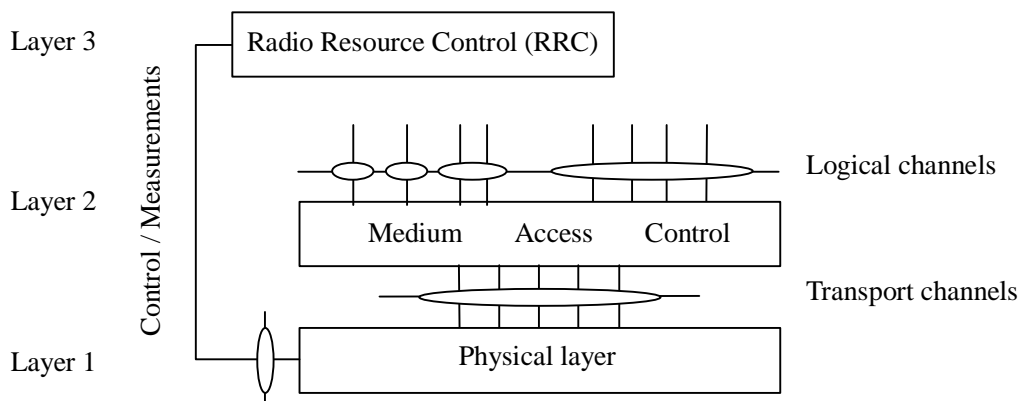 Layer 3
Radio Resource Control (RRC)
Control / Measurements
Logical channels
Layer 2
Medium Access Control
Transport channels
Layer 1
Physical layer